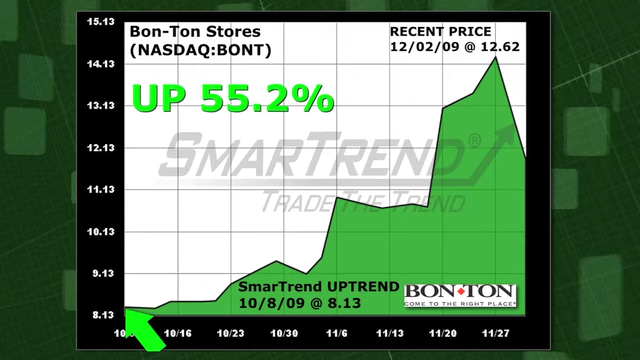 Bon-Ton Stores
(NASDAQ:BONT)
RECENT PRICE
12/02/09 @ 12.62
UP 55.2%
SMARTREND®
TRADE THE TREND
15.13
14.13
13.13
12.13
11.13
10.13
9.13
8.13
SmarTrend UPTREND
10/8/09 @ 8.13
BON•TON
COME TO THE RIGHT PLACE®
10/16 10/23 10/30 11/6 11/13 11/20 11/27